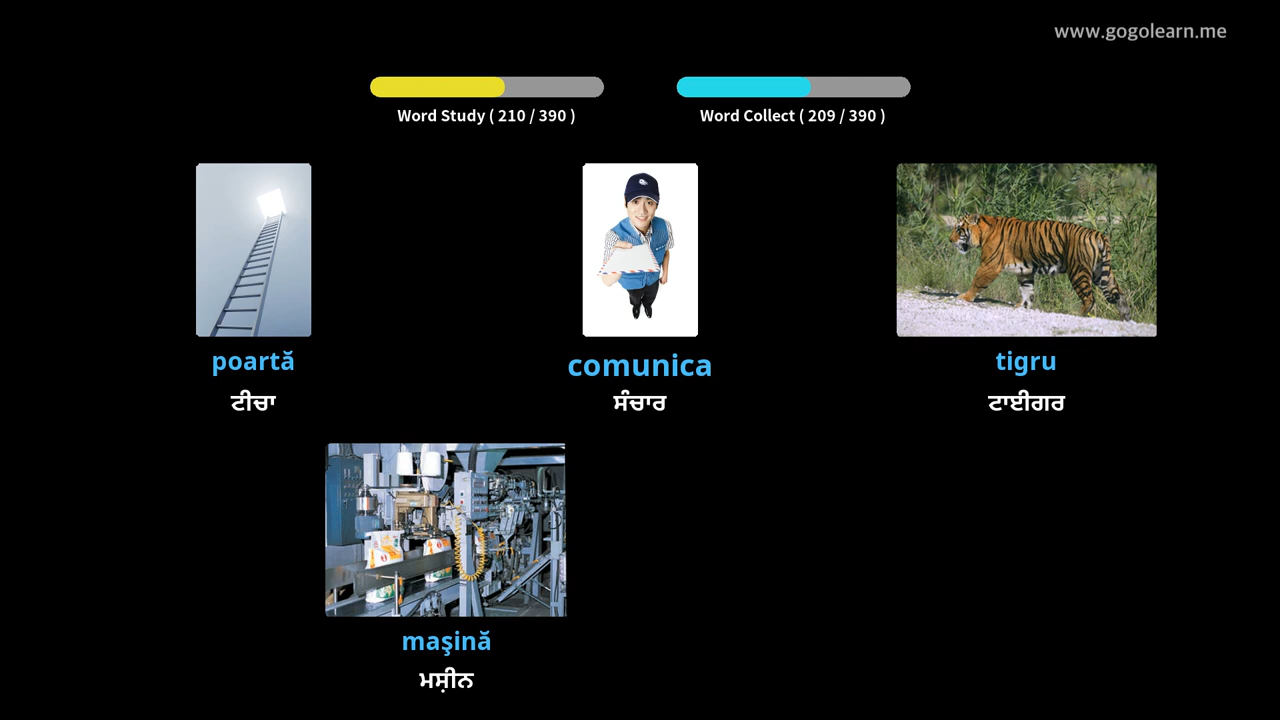 www.gogolearn.me
Word Study ( 210 / 390 )
Word Collect ( 209 / 390 )
poartă
comunica
tigru
ਟੀਚਾ
ਸੰਚਾਰ
ਟਾਈਗਰ
maşină
ਮਸ਼ੀਨ